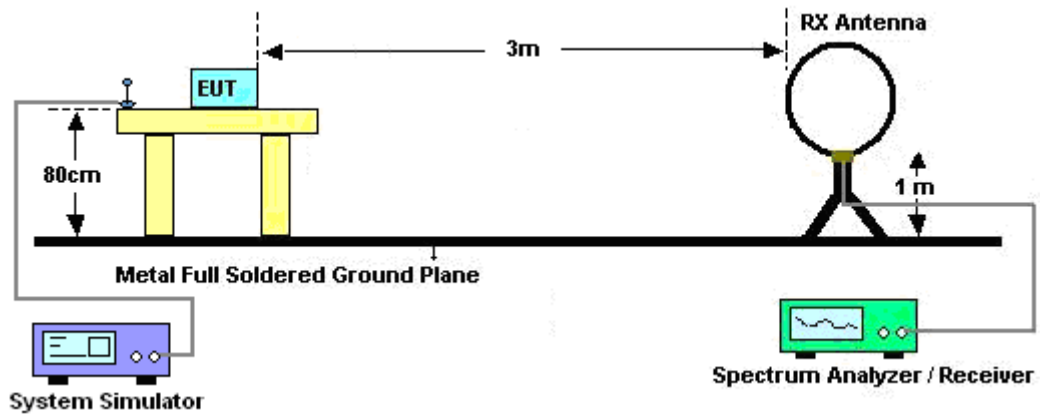 RX Antenna
3m
EUT
80cm
1 m
Metal Full Soldered Ground Plane
System Simulator
Spectrum Analyzer / Receiver